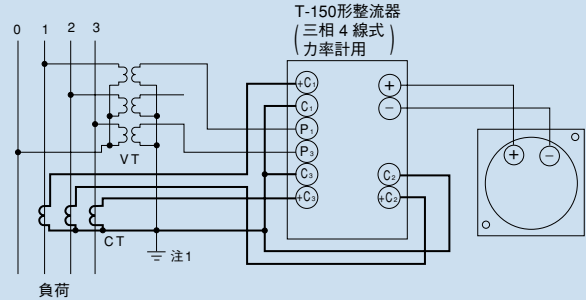 T-150形整流器
(三相 4 線式
力率計用)
0 1 2 3
+C₁
C₁
P₁
P₃
C₃
+C₃
+
−
C₂
+C₂
+ −
VT
CT
注1
負荷